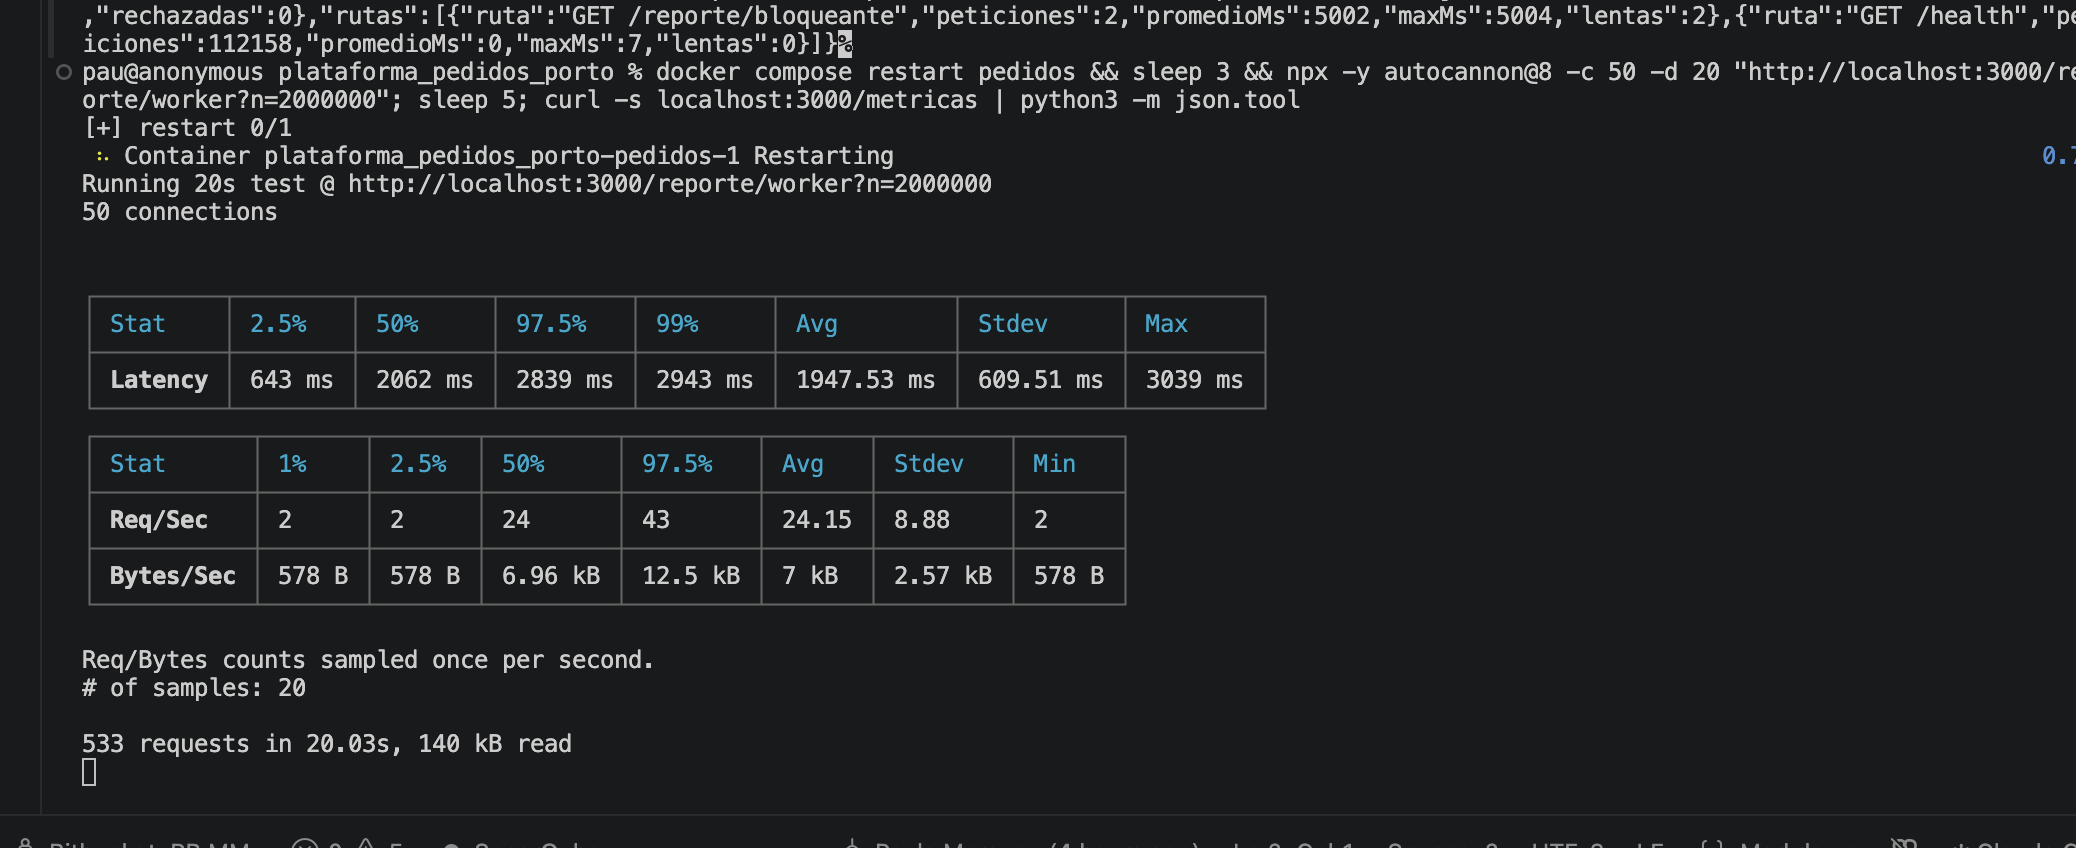 ,"rechazadas":0},"rutas":[{"ruta":"GET /reporte/bloqueante","peticiones":2,"promedioMs":5002,"maxMs":5004,"lentas":2},{"ruta":"GET /health","pe
iciones":112158,"promedioMs":0,"maxMs":7,"lentas":0}]}%
pau@anonymous plataforma_pedidos_porto % docker compose restart pedidos && sleep 3 && npx -y autocannon@8 -c 50 -d 20 "http://localhost:3000/re
orte/worker?n=2000000"; sleep 5; curl -s localhost:3000/metricas | python3 -m json.tool
[+] restart 0/1
Container plataforma_pedidos_porto-pedidos-1 Restarting 0.7
Running 20s test @ http://localhost:3000/reporte/worker?n=2000000
50 connections
Stat 2.5% 50% 97.5% 99% Avg Stdev Max
Latency 643 ms 2062 ms 2839 ms 2943 ms 1947.53 ms 609.51 ms 3039 ms
Stat 1% 2.5% 50% 97.5% Avg Stdev Min
Req/Sec 2 2 24 43 24.15 8.88 2
Bytes/Sec 578 B 578 B 6.96 kB 12.5 kB 7 kB 2.57 kB 578 B
Req/Bytes counts sampled once per second.
# of samples: 20
533 requests in 20.03s, 140 kB read